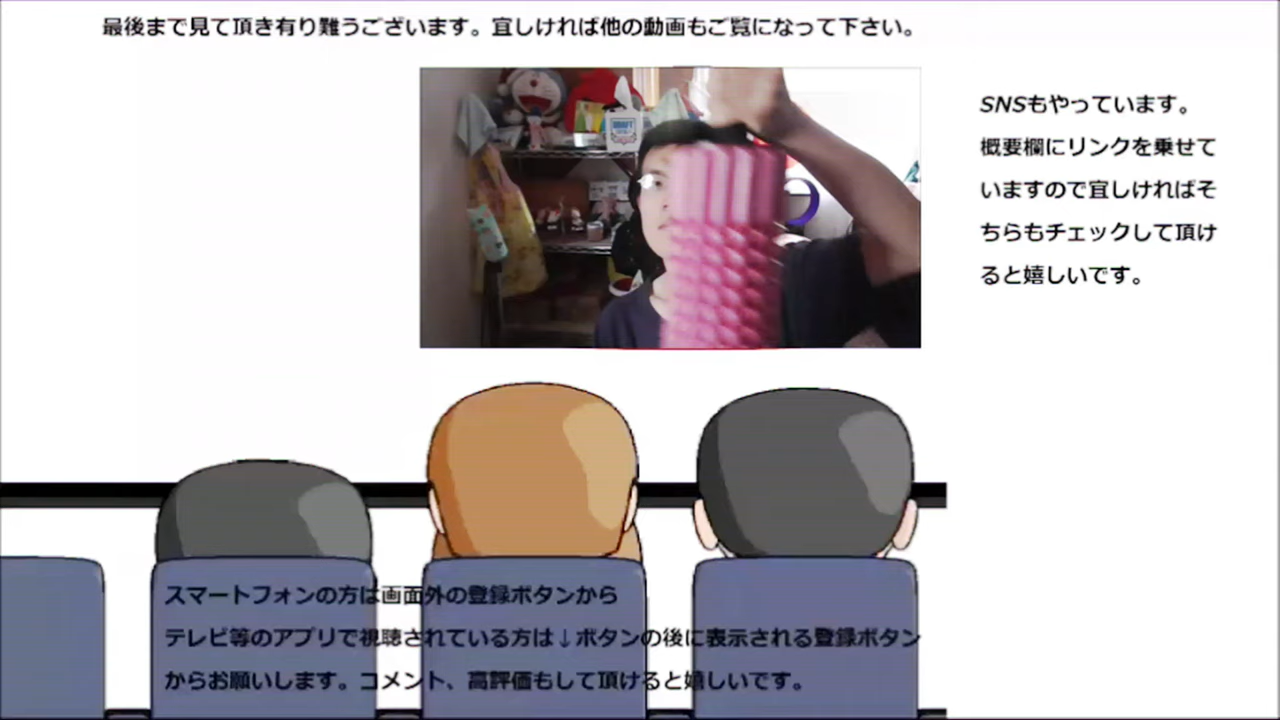 最後まで見て頂き有り難うございます。宜しければ他の動画もご覧になって下さい。
SNSもやっています。
概要欄にリンクを乗せて
いますので宜しければそ
ちらもチェックして頂け
ると嬉しいです。
スマートフォンの方は画面外の登録ボタンから
テレビ等のアプリで視聴されている方は↓ボタンの後に表示される登録ボタン
からお願いします。コメント、高評価もして頂けると嬉しいです。